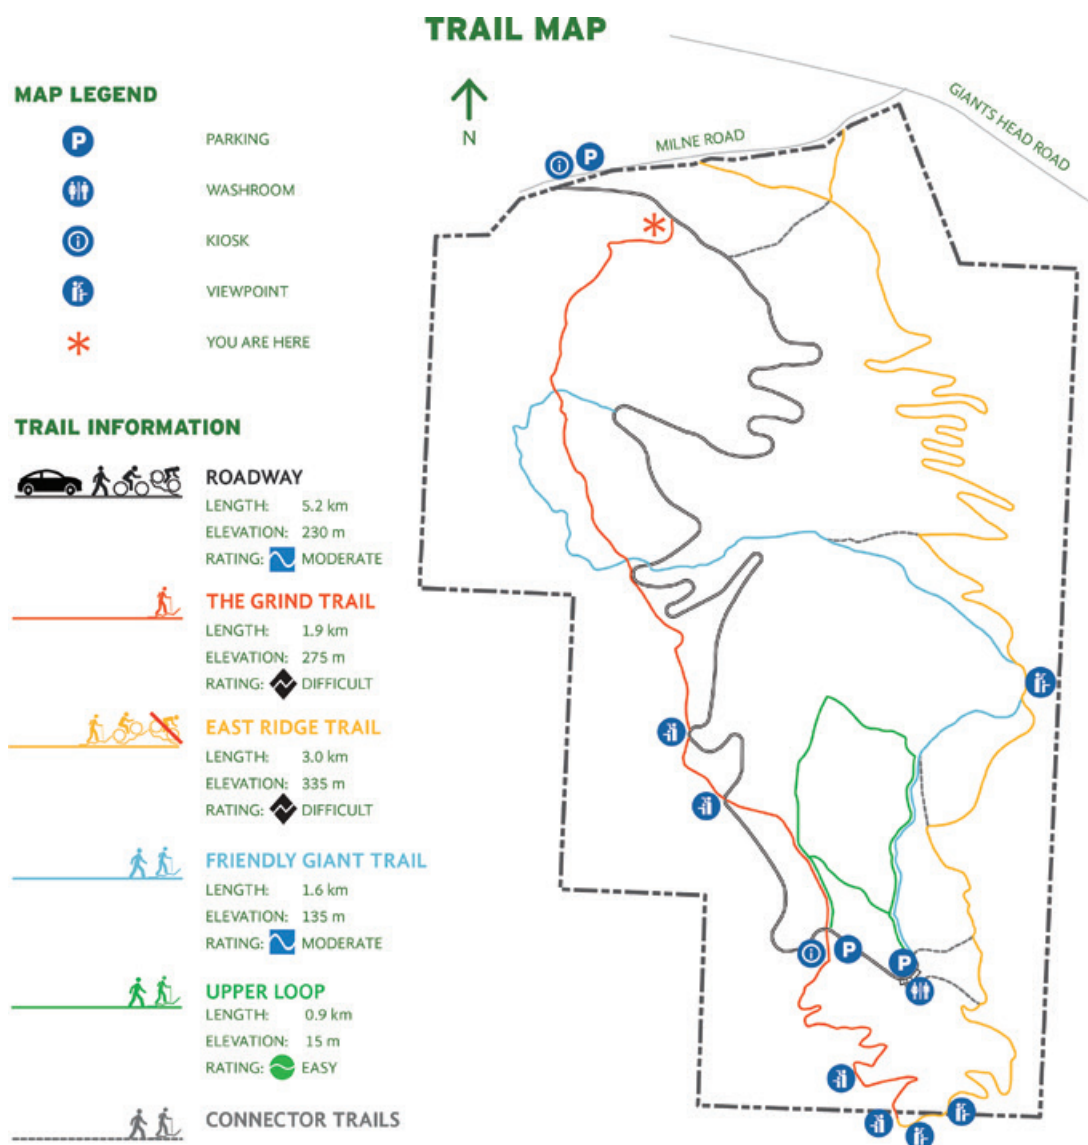 TRAIL MAP
MAP LEGEND
P
PARKING
WASHROOM
i
KIOSK
VIEWPOINT
YOU ARE HERE
N
MILNE ROAD
GIANTS HEAD ROAD
i
P
TRAIL INFORMATION
ROADWAY
LENGTH: 5.2 km
ELEVATION: 230 m
RATING: MODERATE
THE GRIND TRAIL
LENGTH: 1.9 km
ELEVATION: 275 m
RATING: DIFFICULT
EAST RIDGE TRAIL
LENGTH: 3.0 km
ELEVATION: 335 m
RATING: DIFFICULT
FRIENDLY GIANT TRAIL
LENGTH: 1.6 km
ELEVATION: 135 m
RATING: MODERATE
UPPER LOOP
LENGTH: 0.9 km
ELEVATION: 15 m
RATING: EASY
CONNECTOR TRAILS
i
P
P